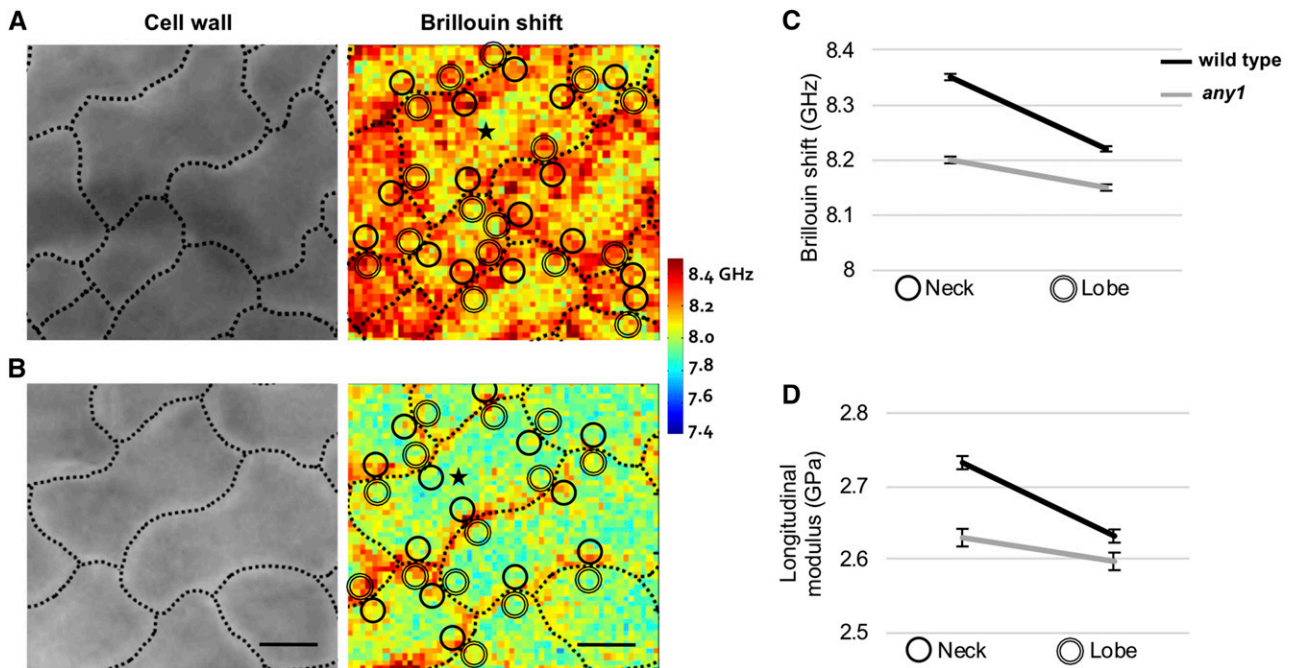 A
Cell wall
Brillouin shift
8.4 GHz
8.2
8.0
7.8
7.6
7.4
B
C
Brillouin shift (GHz)
8.4
8.3
8.2
8.1
8
wild type
any1
Neck
Lobe
D
Longitudinal
modulus (GPa)
2.8
2.7
2.6
2.5
Neck
Lobe